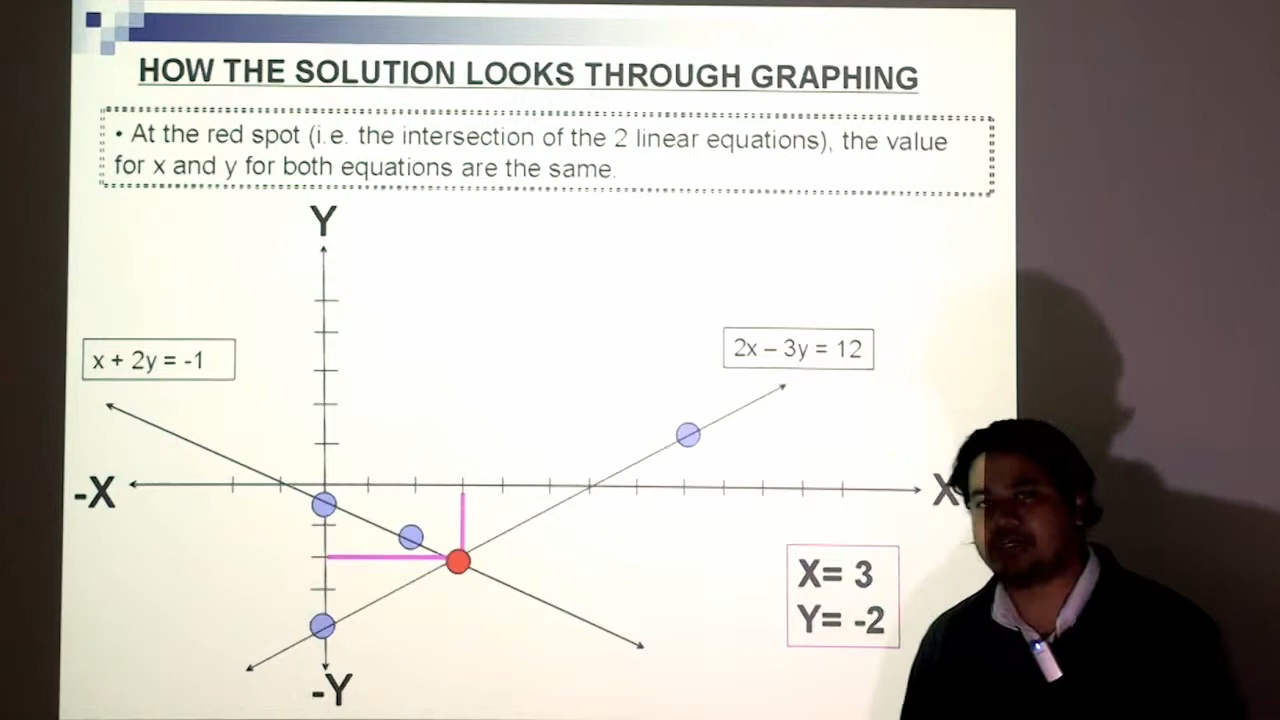 HOW THE SOLUTION LOOKS THROUGH GRAPHING
• At the red spot (i.e. the intersection of the 2 linear equations), the value
for x and y for both equations are the same.
Y
x + 2y = -1
2x – 3y = 12
-X
X
X= 3
Y= -2
-Y